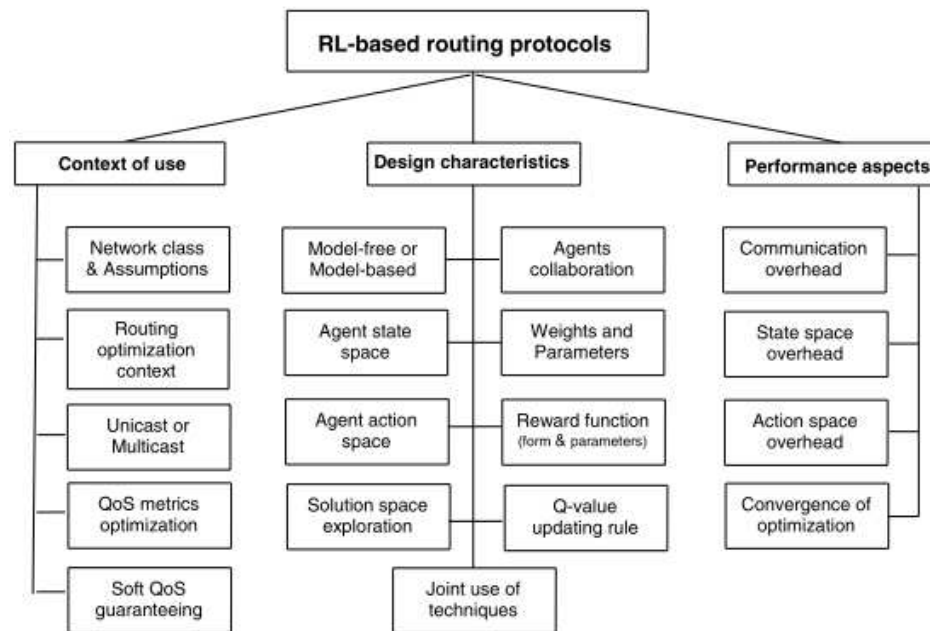 RL-based routing protocols
Context of use
Network class
& Assumptions
Routing
optimization
context
Unicast or
Multicast
QoS metrics
optimization
Soft QoS
guaranteeing
Design characteristics
Model-free or
Model-based
Agents
collaboration
Agent state
space
Weights and
Parameters
Agent action
space
Reward function
(form & parameters)
Solution space
exploration
Q-value
updating rule
Joint use of
techniques
Performance aspects
Communication
overhead
State space
overhead
Action space
overhead
Convergence of
optimization